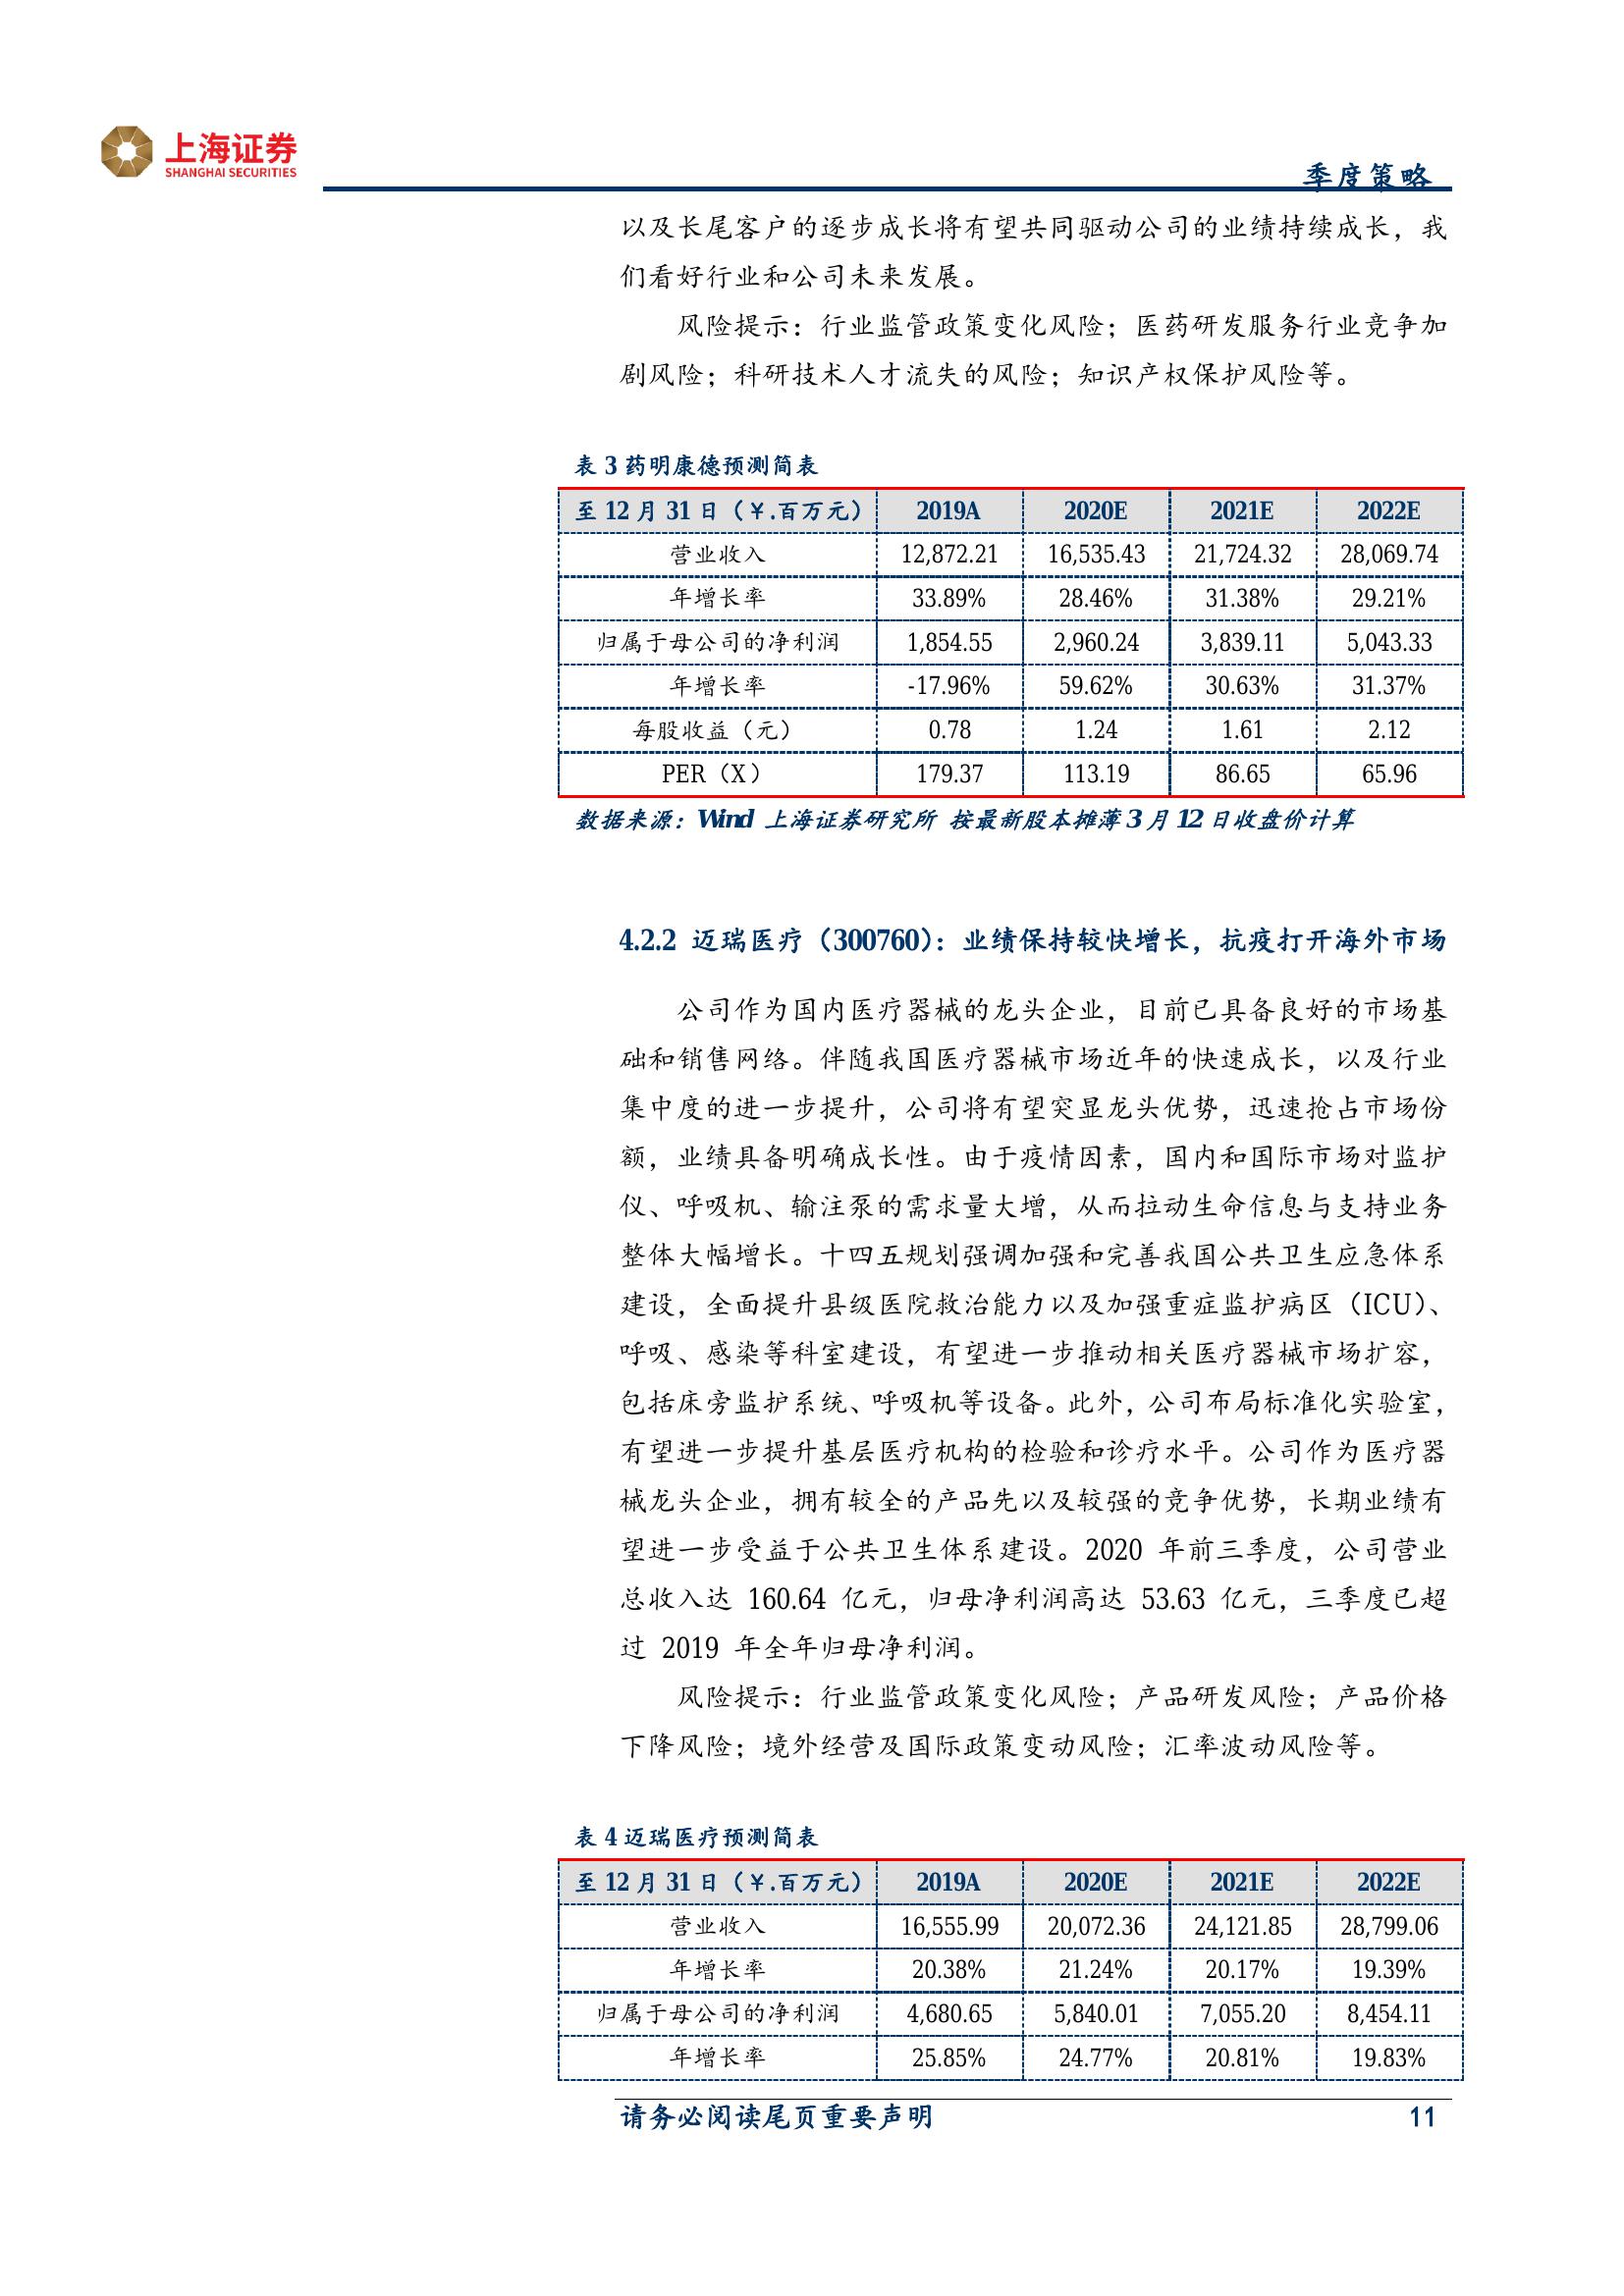 上海证券
SHANGHAI SECURITIES
季度策略
以及长尾客户的逐步成长将有望共同驱动公司的业绩持续成长，我
们看好行业和公司未来发展。
风险提示：行业监管政策变化风险；医药研发服务行业竞争加
剧风险；科研技术人才流失的风险；知识产权保护风险等。
表 3 药明康德预测简表
至 12 月 31 日（￥.百万元） 2019A 2020E 2021E 2022E
营业收入 12,872.21 16,535.43 21,724.32 28,069.74
年增长率 33.89% 28.46% 31.38% 29.21%
归属于母公司的净利润 1,854.55 2,960.24 3,839.11 5,043.33
年增长率 -17.96% 59.62% 30.63% 31.37%
每股收益（元） 0.78 1.24 1.61 2.12
PER（X） 179.37 113.19 86.65 65.96
数据来源：Wind 上海证券研究所 按最新股本摊薄 3 月 12 日收盘价计算
4.2.2 迈瑞医疗（300760）：业绩保持较快增长，抗疫打开海外市场
公司作为国内医疗器械的龙头企业，目前已具备良好的市场基
础和销售网络。伴随我国医疗器械市场近年的快速成长，以及行业
集中度的进一步提升，公司将有望突显龙头优势，迅速抢占市场份
额，业绩具备明确成长性。由于疫情因素，国内和国际市场对监护
仪、呼吸机、输注泵的需求量大增，从而拉动生命信息与支持业务
整体大幅增长。十四五规划强调加强和完善我国公共卫生应急体系
建设，全面提升县级医院救治能力以及加强重症监护病区（ICU）、
呼吸、感染等科室建设，有望进一步推动相关医疗器械市场扩容，
包括床旁监护系统、呼吸机等设备。此外，公司布局标准化实验室，
有望进一步提升基层医疗机构的检验和诊疗水平。公司作为医疗器
械龙头企业，拥有较全的产品先以及较强的竞争优势，长期业绩有
望进一步受益于公共卫生体系建设。2020 年前三季度，公司营业
总收入达 160.64 亿元，归母净利润高达 53.63 亿元，三季度已超
过 2019 年全年归母净利润。
风险提示：行业监管政策变化风险；产品研发风险；产品价格
下降风险；境外经营及国际政策变动风险；汇率波动风险等。
表 4 迈瑞医疗预测简表
至 12 月 31 日（￥.百万元） 2019A 2020E 2021E 2022E
营业收入 16,555.99 20,072.36 24,121.85 28,799.06
年增长率 20.38% 21.24% 20.17% 19.39%
归属于母公司的净利润 4,680.65 5,840.01 7,055.20 8,454.11
年增长率 25.85% 24.77% 20.81% 19.83%
请务必阅读尾页重要声明 11